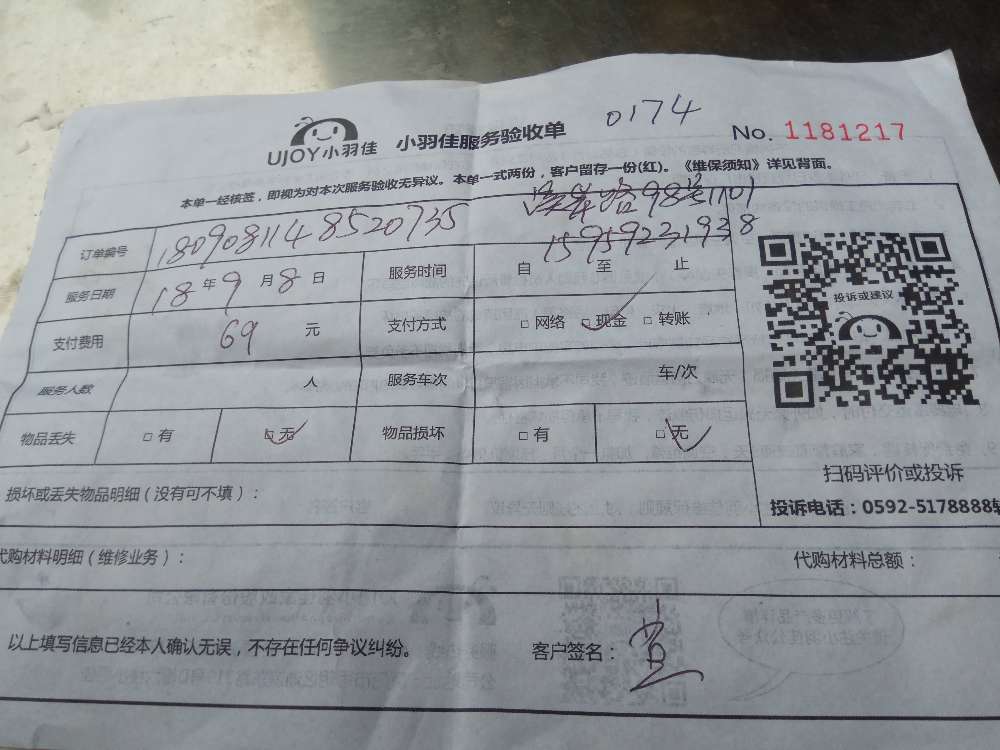 UJOY小羽佳 小羽佳服务验收单 0174 No. 1181217
本单一经核签，即视为对本次服务验收无异议。本单一式两份，客户留存一份(红)。《维保须知》详见背面。
98 1101
订单编号 1809081148520735 15959231938
服务日期 18 年 9 月 8 日 服务时间 自 至 止
投诉或建议
支付费用 69 元 支付方式 □ 网络 □ 现金 □ 转账
服务人数 人 服务车次 车/次
物品丢失 □ 有 □ 无 物品损坏 □ 有 □ 无
扫码评价或投诉
损坏或丢失物品明细（没有可不填）：
投诉电话：0592-5178888转
代购材料明细（维修业务）： 代购材料总额：
以上填写信息已经本人确认无误，不存在任何争议纠纷。 客户签名：